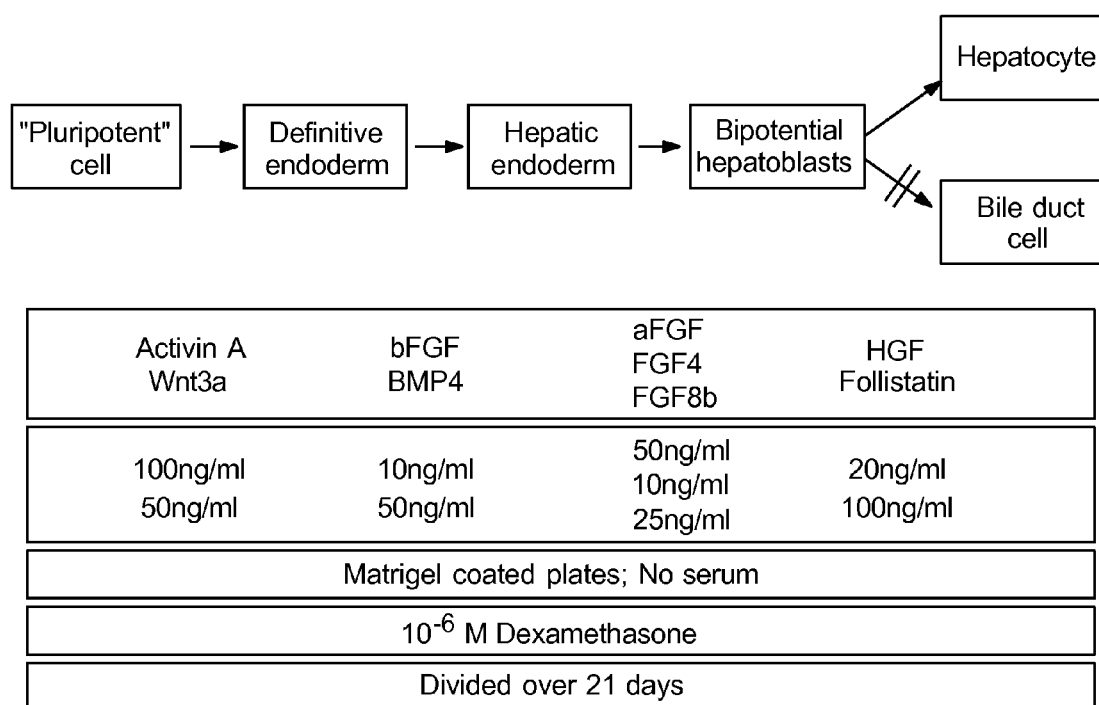 "Pluripotent"
cell
Definitive
endoderm
Hepatic
endoderm
Bipotential
hepatoblasts
Hepatocyte
Bile duct
cell
Activin A
Wnt3a
bFGF
BMP4
aFGF
FGF4
FGF8b
HGF
Follistatin
100ng/ml
50ng/ml
10ng/ml
50ng/ml
50ng/ml
10ng/ml
25ng/ml
20ng/ml
100ng/ml
Matrigel coated plates; No serum
10⁻⁶ M Dexamethasone
Divided over 21 days